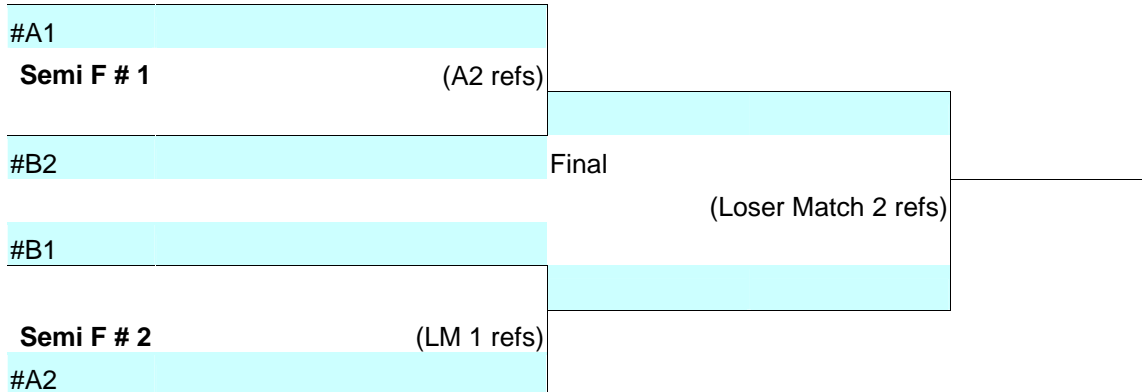 #A1
Semi F # 1 (A2 refs)
#B2 Final
(Loser Match 2 refs)
#B1
Semi F # 2 (LM 1 refs)
#A2